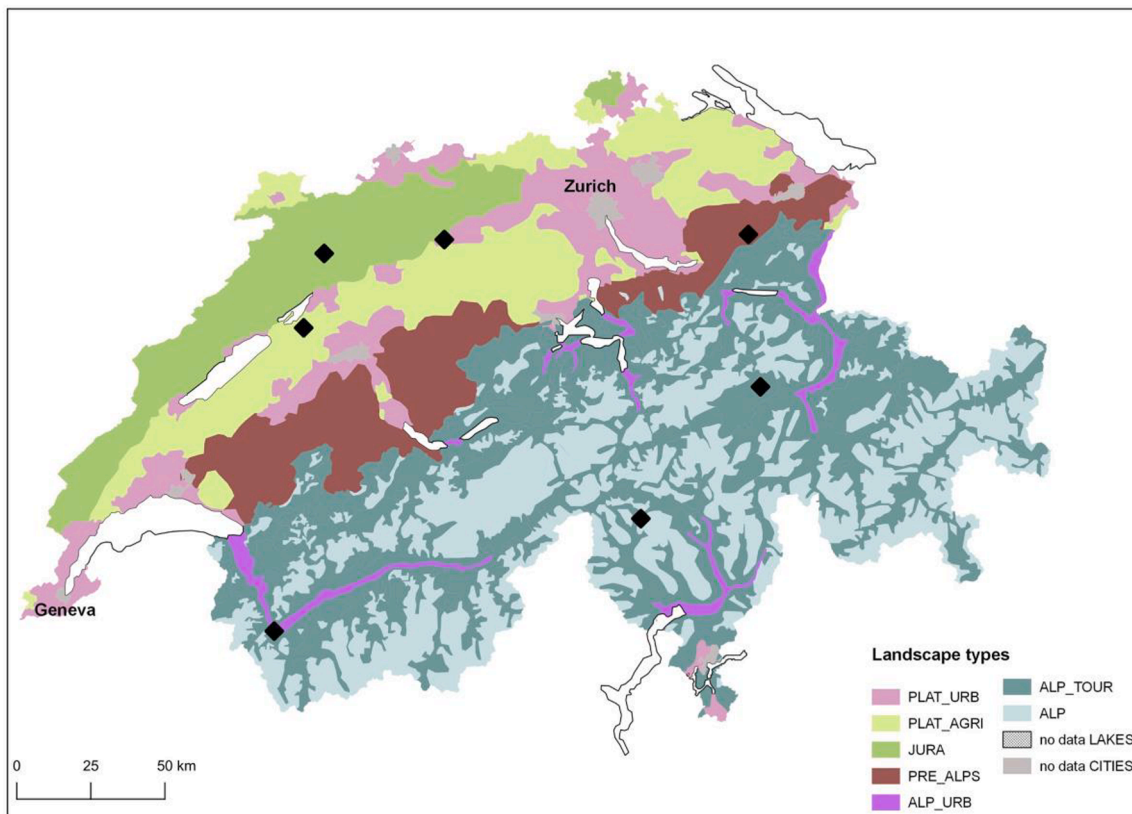 Zurich
Geneva
Landscape types
PLAT_URB
PLAT_AGRI
JURA
PRE_ALPS
ALP_URB
ALP_TOUR
ALP
no data LAKES
no data CITIES
0 25 50 km